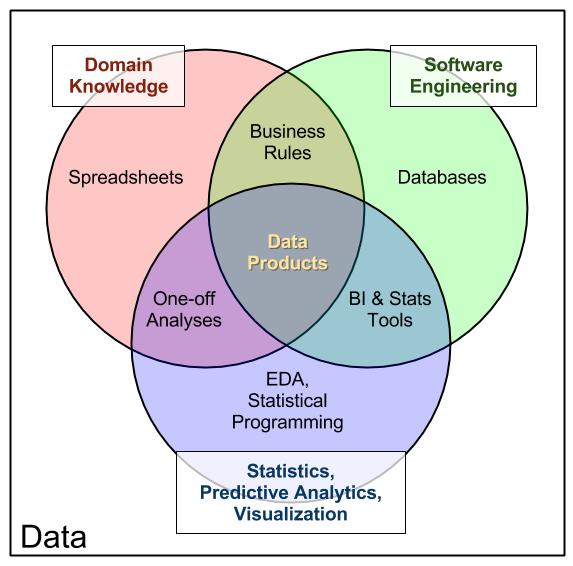 Domain
Knowledge
Software
Engineering
Business
Rules
Spreadsheets
Databases
Data
Products
One-off
Analyses
BI & Stats
Tools
EDA,
Statistical
Programming
Statistics,
Predictive Analytics,
Visualization
Data